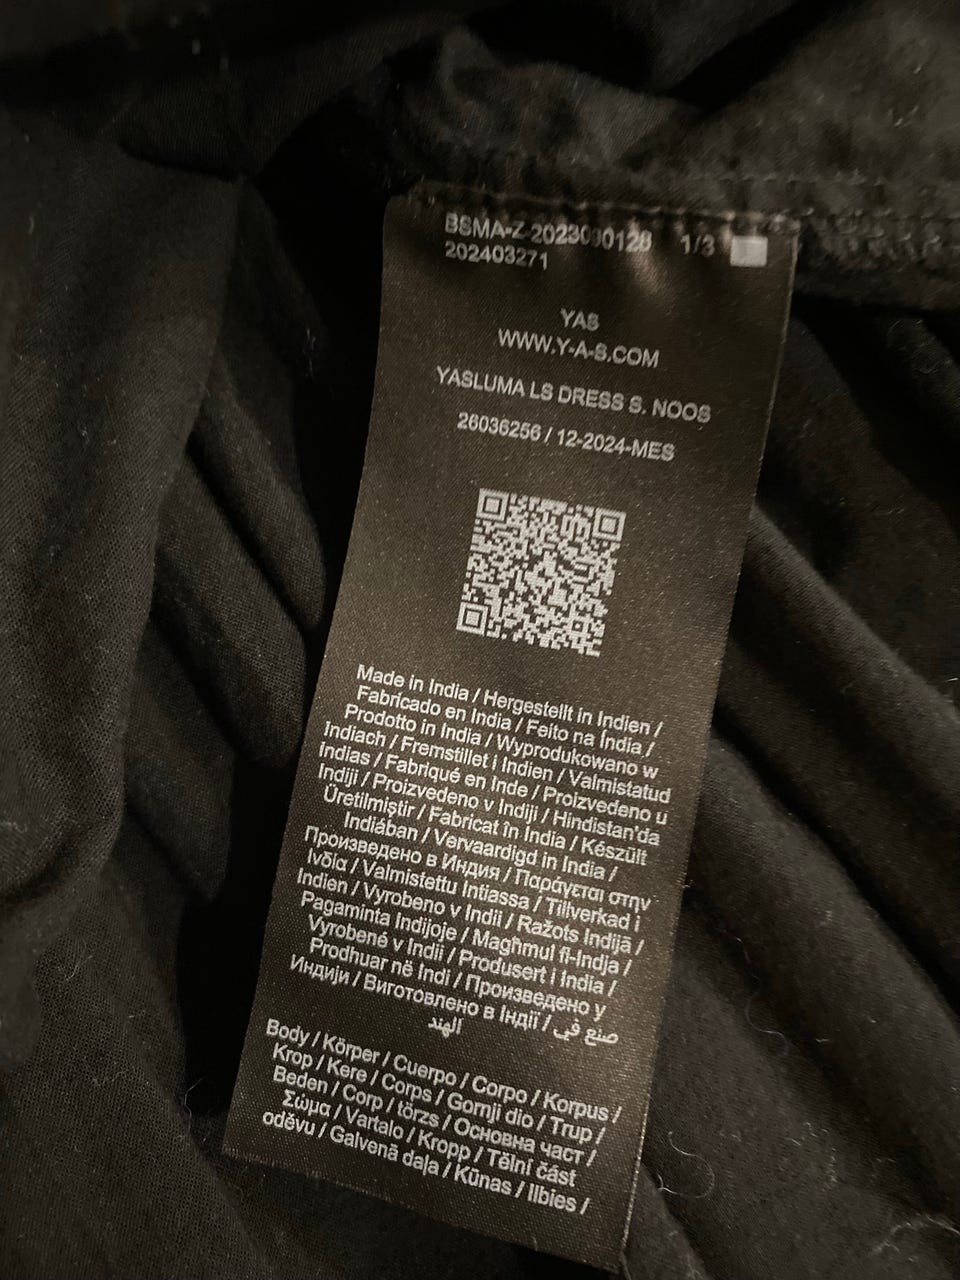 BSMA-Z-2023090128 1/3
202403271
YAS
WWW.Y-A-S.COM
YASLUMA LS DRESS S. NOOS
26036256 / 12-2024-MES
Made in India / Hergestellt in Indien /
Fabricado en India / Feito na Índia /
Prodotto in India / Wyprodukowano w
Indiach / Fremstillet i Indien / Valmistatud
Indias / Fabriqué en Inde / Proizvedeno u
Indiji / Proizvedeno v Indiji / Hindistan'da
Üretilmiştir / Fabricat în India / Készült
Indiában / Vervaardigd in India /
Произведено в Индия / Παράγεται στην
Ινδία / Valmistettu Intiassa / Tillverkad i
Indien / Vyrobeno v Indii / Ražots Indijā /
Pagaminta Indijoje / Magħmul fl-Indja /
Vyrobené v Indii / Produsert i India /
Prodhuar në Indi / Произведено у
Индији / Виготовлено в Індії / صنع في
الهند
Body / Körper / Cuerpo / Corpo / Korpus /
Krop / Kere / Corps / Gornji dio / Trup /
Beden / Corp / törzs / Основна част /
Σώμα / Vartalo / Kropp / Tělní část
oděvu / Galvenā daļa / Kūnas / Ilbies /